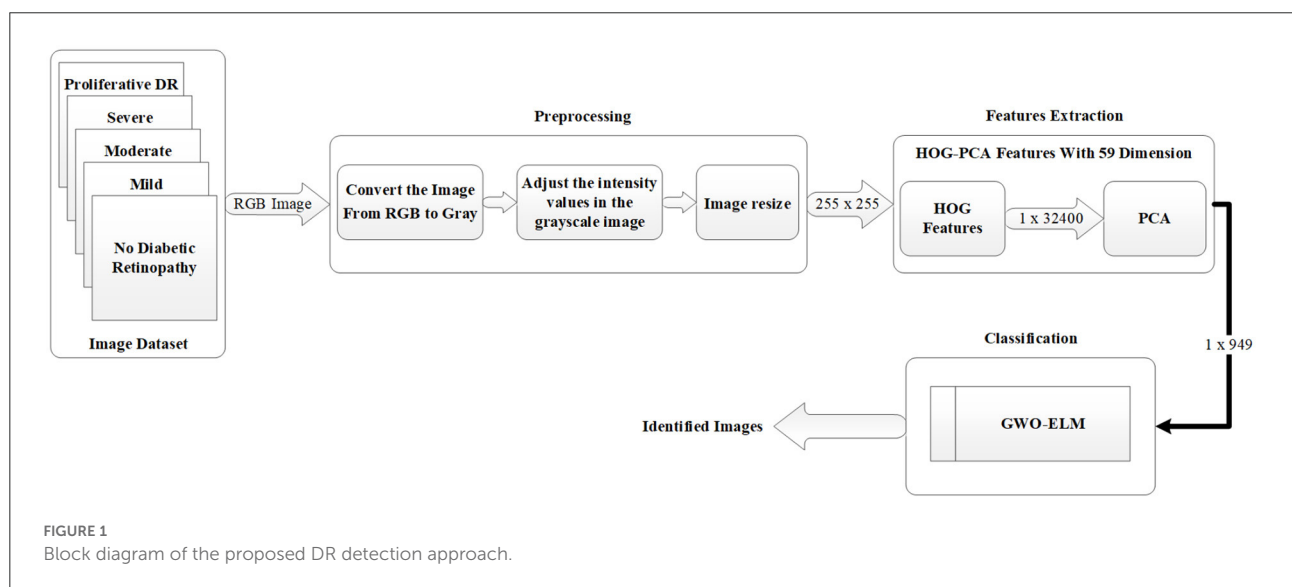 Proliferative DR
Severe
Moderate
Mild
No Diabetic
Retinopathy
Image Dataset
RGB Image
Preprocessing
Convert the Image
From RGB to Gray
Adjust the intensity
values in the
grayscale image
Image resize
255 x 255
Features Extraction
HOG-PCA Features With 59 Dimension
HOG
Features
1 x 32400
PCA
1 x 949
Classification
GWO-ELM
Identified Images
FIGURE 1
Block diagram of the proposed DR detection approach.